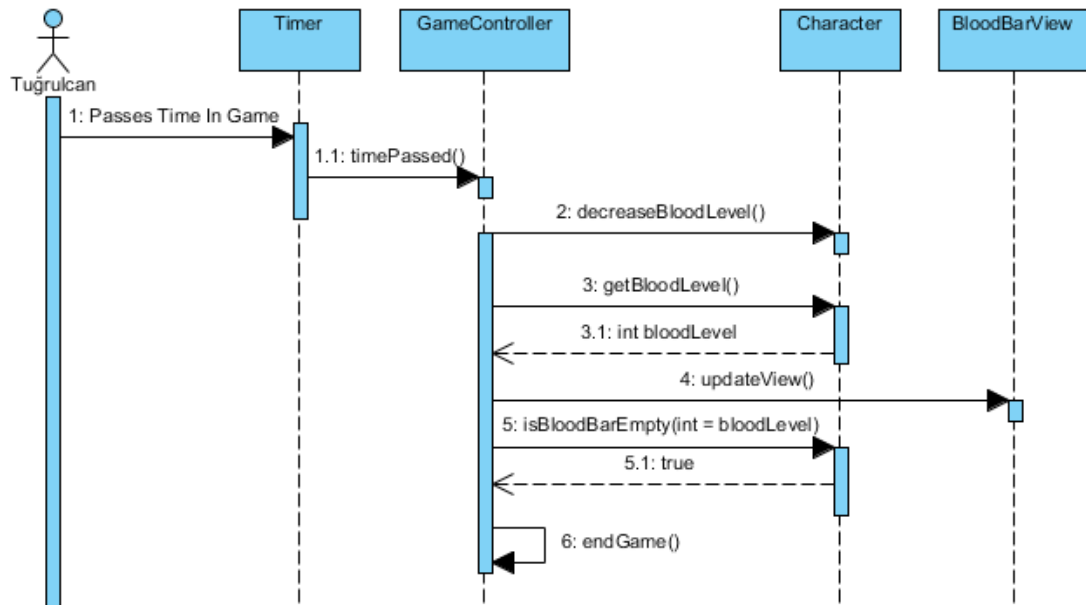 Timer
GameController
Character
BloodBarView
Tuğrulcan
1: Passes Time In Game
1.1: timePassed()
2: decreaseBloodLevel()
3: getBloodLevel()
3.1: int bloodLevel
4: updateView()
5: isBloodBarEmpty(int = bloodLevel)
5.1: true
6: endGame()